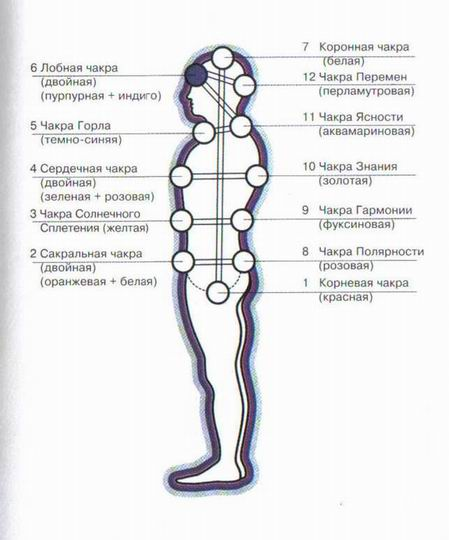 6 Лобная чакра
(двойная)
(пурпурная + индиго)
5 Чакра Горла
(темно-синяя)
4 Сердечная чакра
(двойная)
(зеленая + розовая)
3 Чакра Солнечного
Сплетения (желтая)
2 Сакральная чакра
(двойная)
(оранжевая + белая)
7 Коронная чакра
(белая)
12 Чакра Перемен
(перламутровая)
11 Чакра Ясности
(аквамариновая)
10 Чакра Знания
(золотая)
9 Чакра Гармонии
(фуксиновая)
8 Чакра Полярности
(розовая)
1 Корневая чакра
(красная)